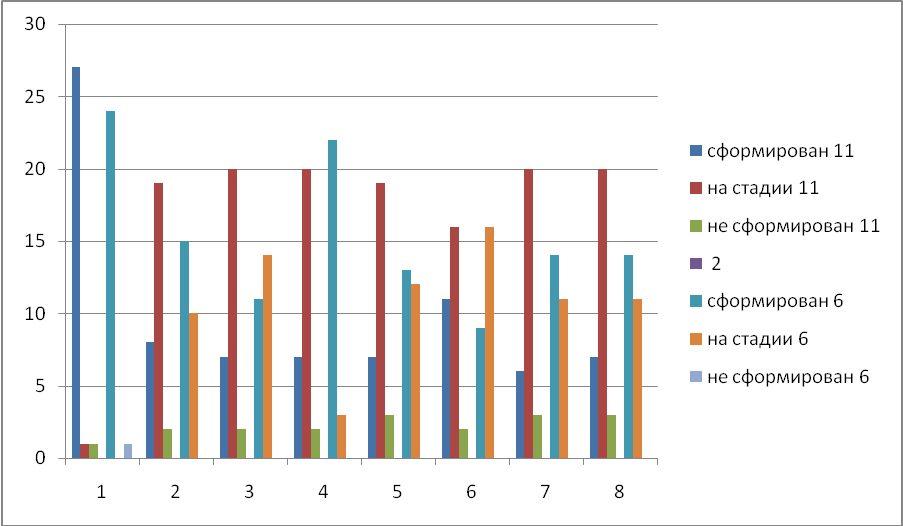 30
25
20
15
10
5
0
1 2 3 4 5 6 7 8
сформирован 11
на стадии 11
не сформирован 11
2
сформирован 6
на стадии 6
не сформирован 6